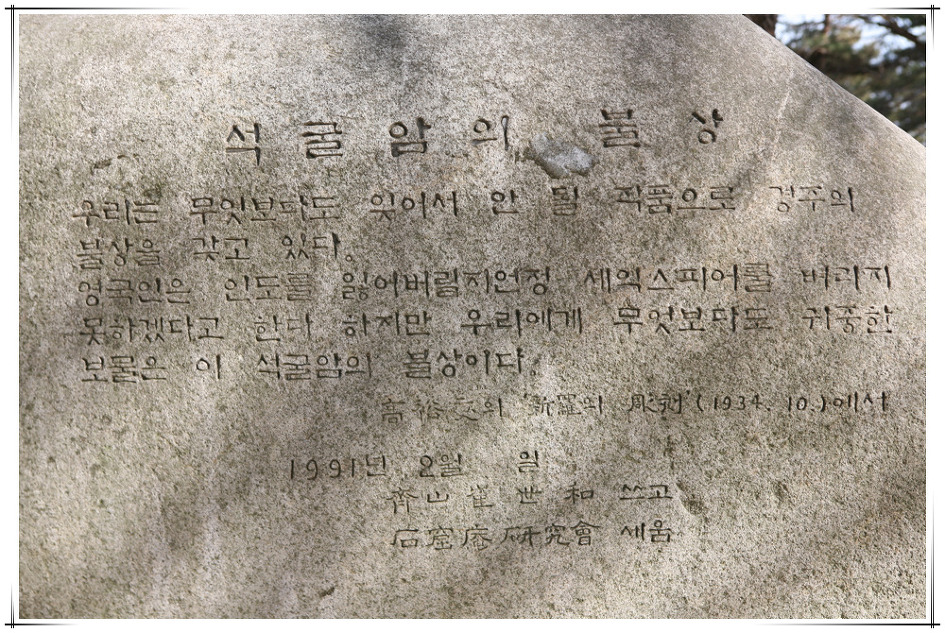 석굴암의 불상
우리는 무엇보다도 잊어서 안 될 작품으로 경주의
불상을 갖고 있다.
영국인은 인도를 잃어버릴지언정 세익스피어를 버리지
못하겠다고 한다 하지만 우리에게 무엇보다도 귀중한
보물은 이 석굴암의 불상이다.
高裕燮의 '新羅의 彫刻' (1934. 10.)에서
1991년 2월 일
齊山 崔世和 쓰고
石窟庵硏究會 세움